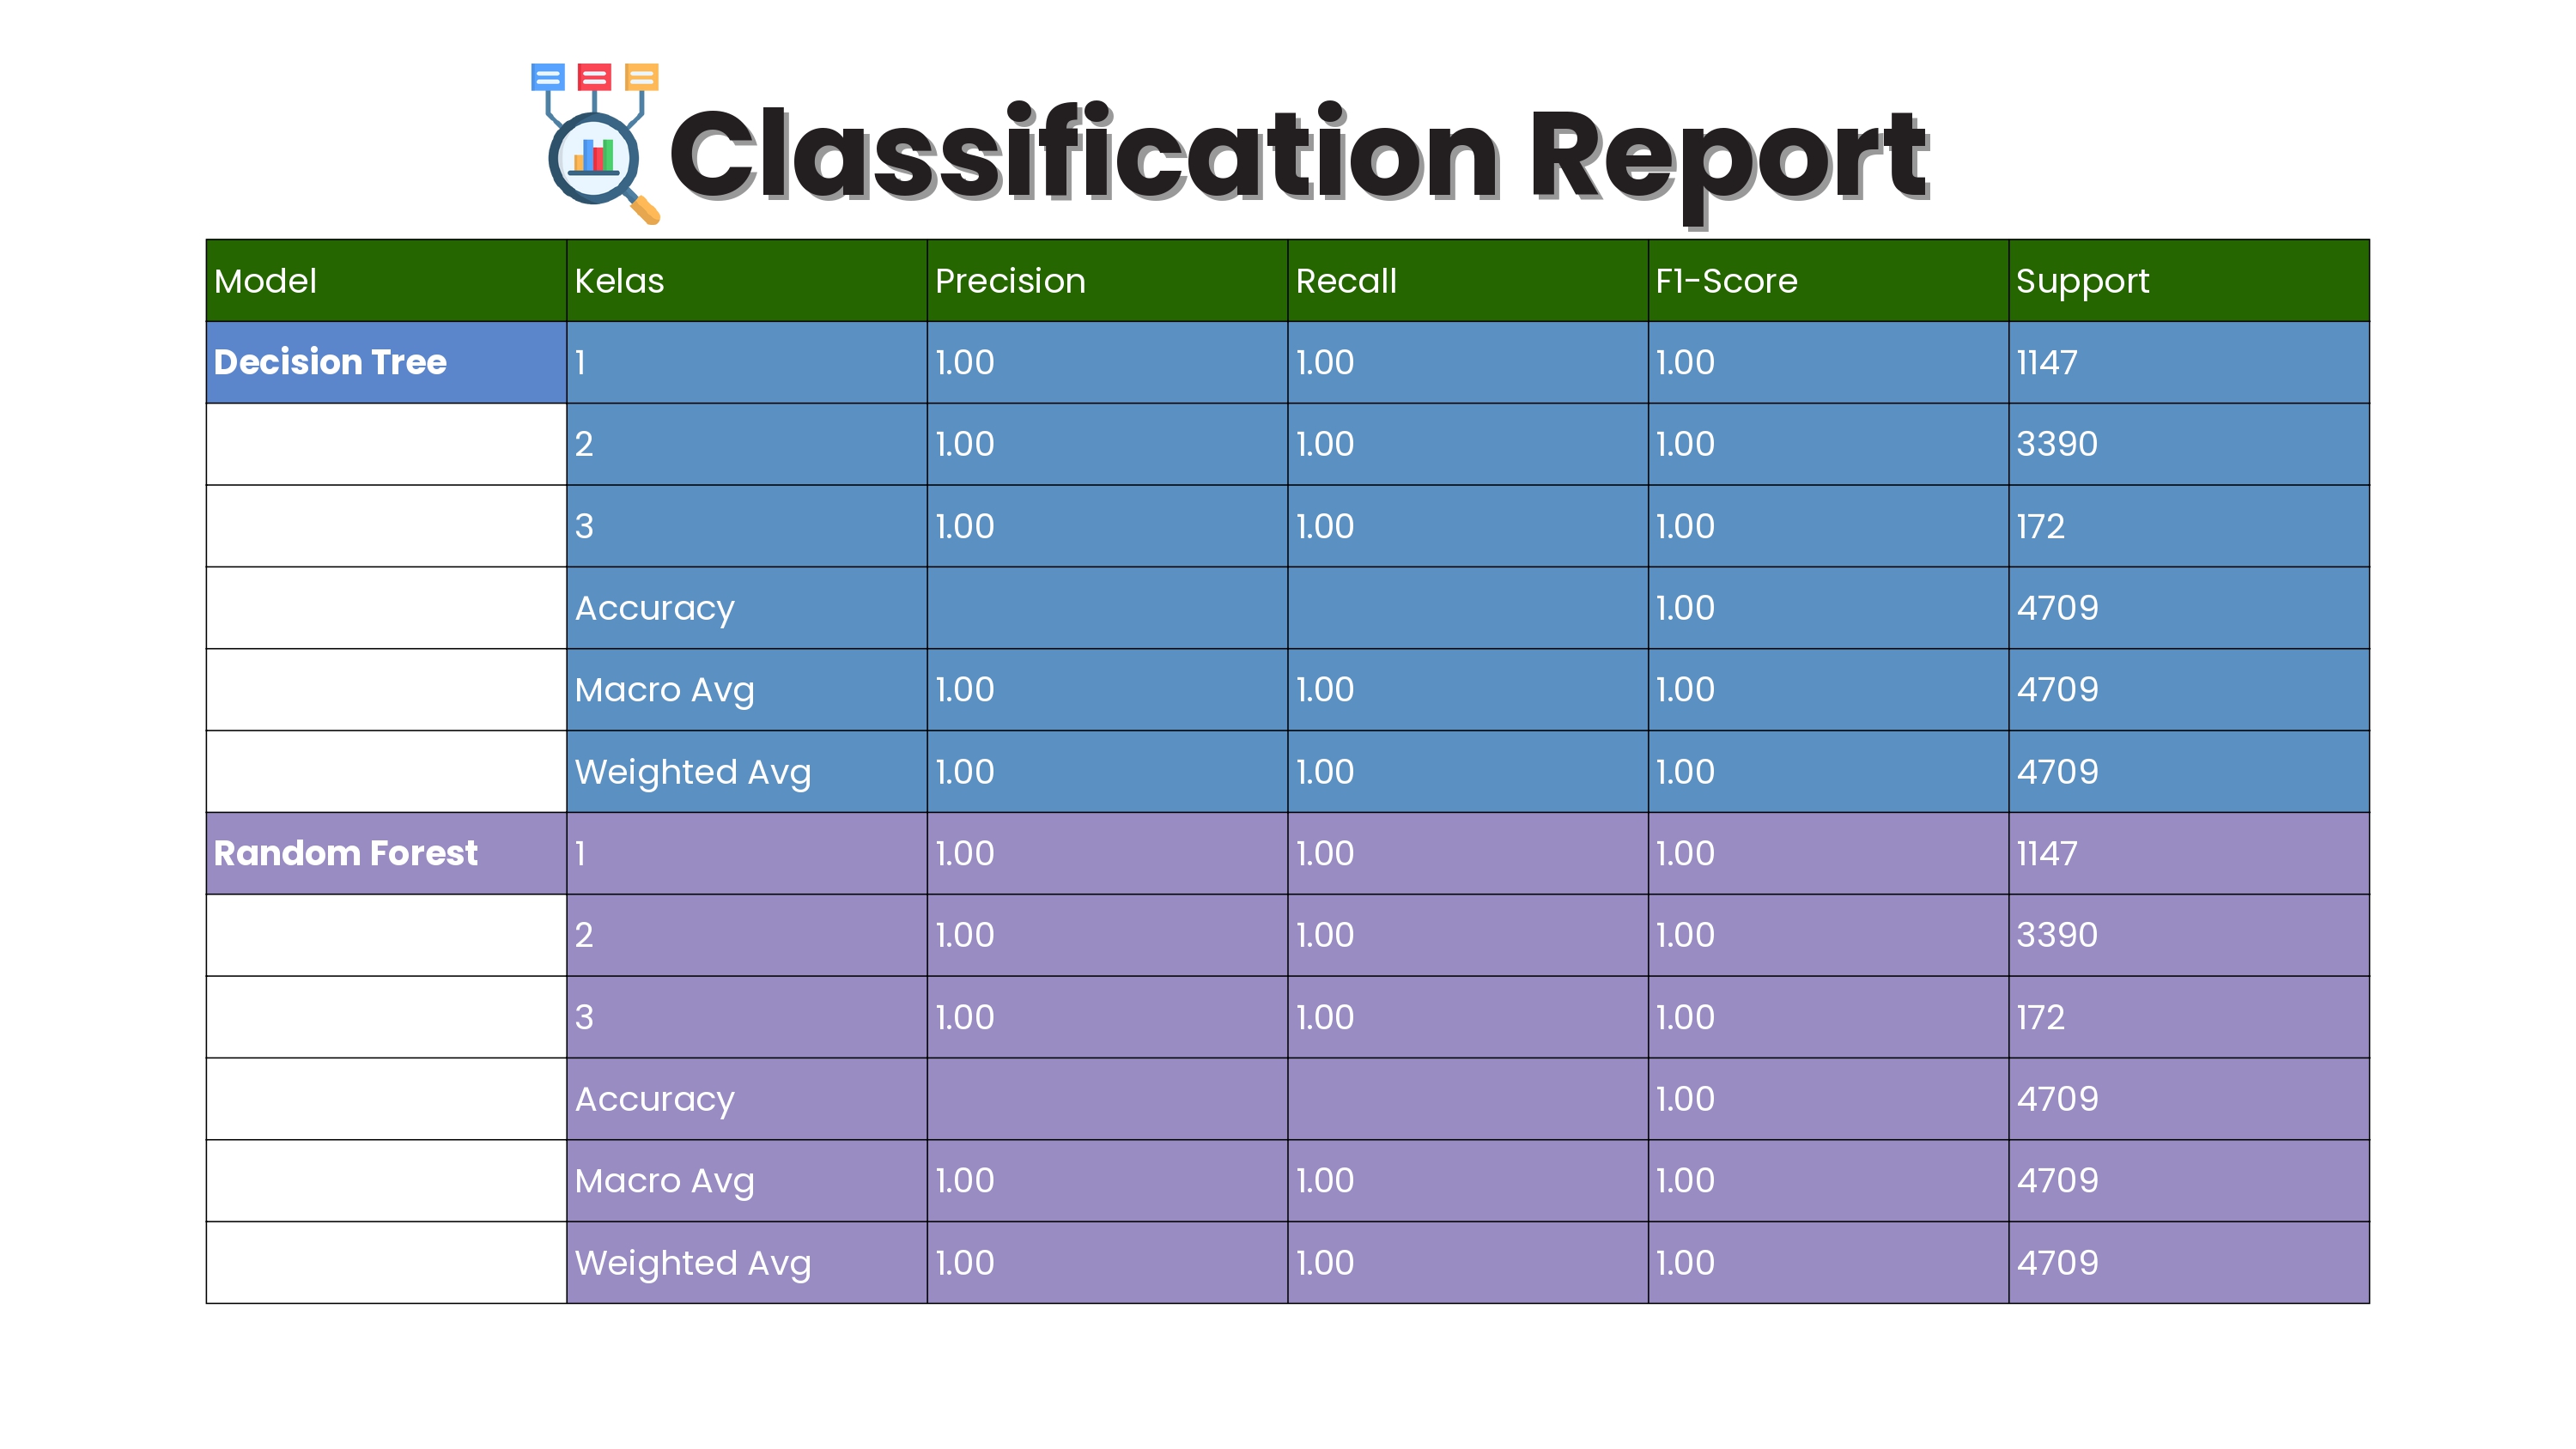 Classification Report
Model Kelas Precision Recall F1-Score Support
Decision Tree 1 1.00 1.00 1.00 1147
2 1.00 1.00 1.00 3390
3 1.00 1.00 1.00 172
Accuracy 1.00 4709
Macro Avg 1.00 1.00 1.00 4709
Weighted Avg 1.00 1.00 1.00 4709
Random Forest 1 1.00 1.00 1.00 1147
2 1.00 1.00 1.00 3390
3 1.00 1.00 1.00 172
Accuracy 1.00 4709
Macro Avg 1.00 1.00 1.00 4709
Weighted Avg 1.00 1.00 1.00 4709